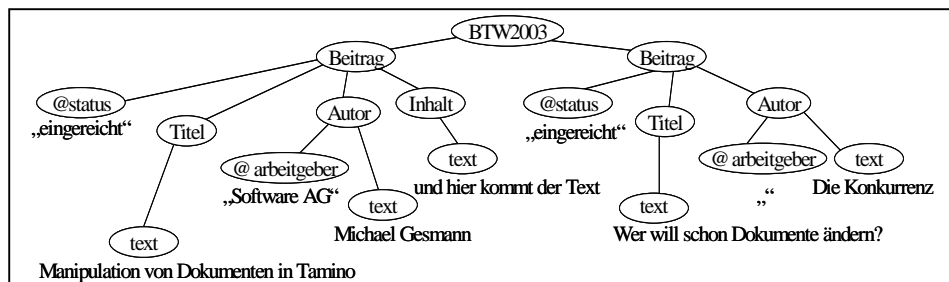 BTW2003
Beitrag Beitrag
@status Inhalt @status Autor
„eingereicht“ Autor „eingereicht“
Titel Titel
@ arbeitgeber text @ arbeitgeber text
„Software AG“ und hier kommt der Text „“ Die Konkurrenz
text text
Michael Gesmann
text Wer will schon Dokumente ändern?
Manipulation von Dokumenten in Tamino